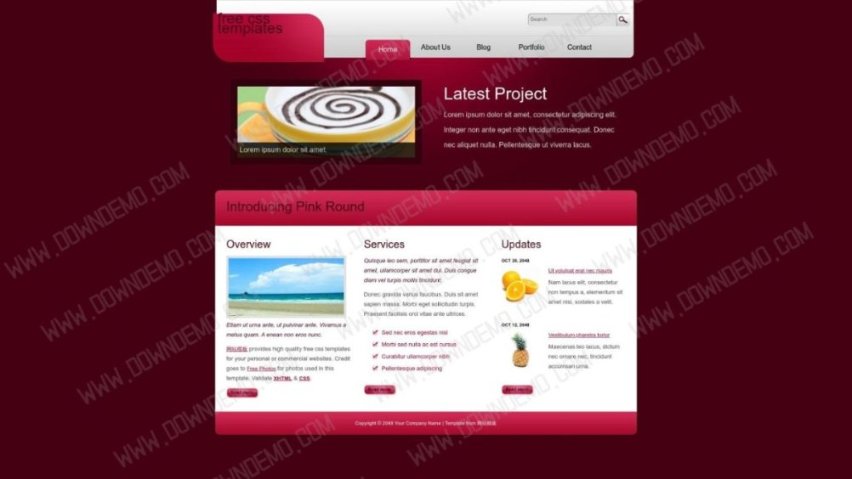 free css
templates
Search
Home
About Us
Blog
Portfolio
Contact
Lorem ipsum dolor sit amet.
Latest Project
Lorem ipsum dolor sit amet, consectetur adipiscing elit.
Integer non ante eget nibh tincidunt consequat. Donec
nec aliquet nulla. Pellentesque ut viverra lacus.
Introducing Pink Round
Overview
Etiam ut urna ante, ut pulvinar ante. Vivamus a
metus quam. A enean non eros nunc.
provides high quality free css templates
for your personal or commercial websites. Credit
goes to Free Photos for photos used in this
template. Validate XHTML & CSS.
Read more
Services
Quisque leo sem, porttitor sit amet feugiat sit
amet, ullamcorper sit amet dui. Duis congue
diam vel turpis mollis tincidunt.
Donec gravida varius faucibus. Duis sit amet
sapien massa. Morbi eget sollicitudin turpis.
Praesent facilisis orci vitae ante ultrices.
Sed nec eros egestas nisl
Morbi sed nulla ac est cursus
Curabitur ullamcorper nibh
Pellentesque adipiscing
Read more
Updates
OCT 30, 2048
Ut volutpat erat nec mauris
Nam lacus elit, consectetur
non tempus a, elementum sit
amet nisl, sodales a velit.
OCT 12, 2048
Vestibulum pharetra tortor
Maecenas leo lacus, dictum
nec ornare nec, tincidunt
accumsan urna.
Read more
Copyright © 2048 Your Company Name | Template from
WWW.DOWNDEMO.COM